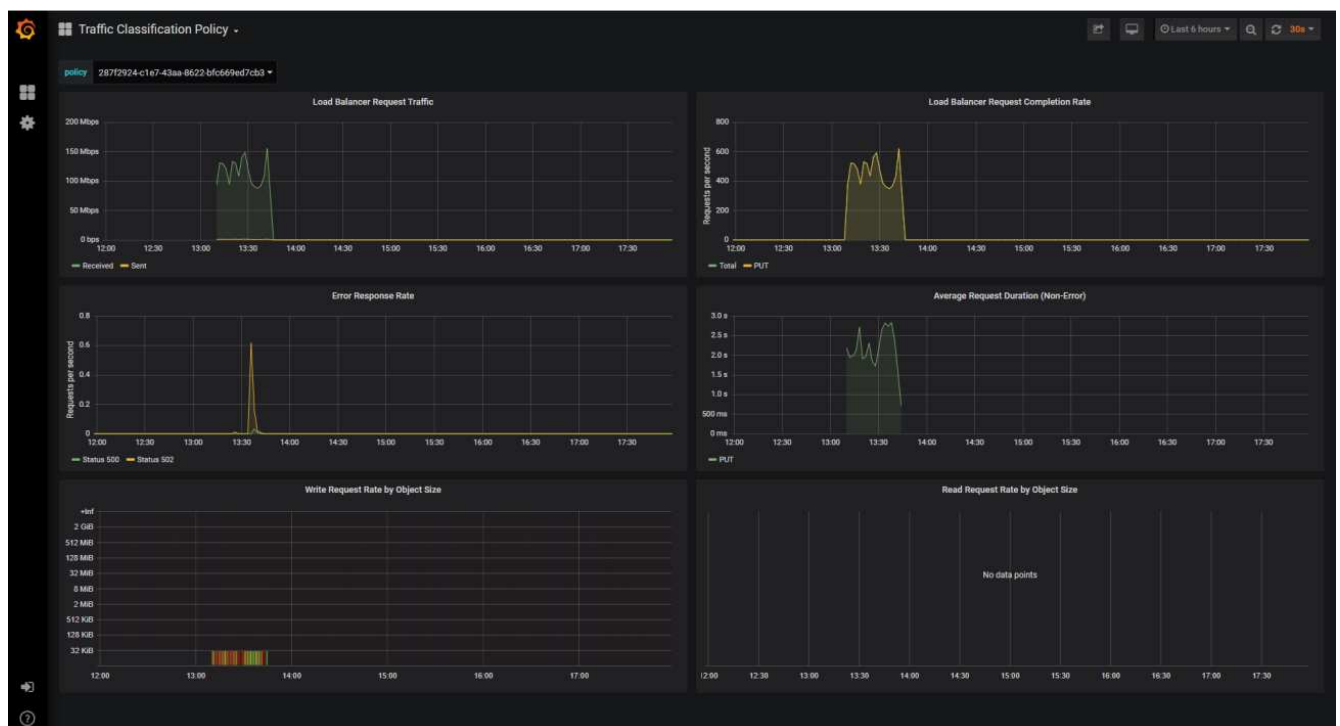 Traffic Classification Policy
Last 6 hours
30s
policy 287f2924-c1e7-43aa-8622-bfc669ed7cb3
Load Balancer Request Traffic
200 Mbps
150 Mbps
100 Mbps
50 Mbps
0 bps
12:00 12:30 13:00 13:30 14:00 14:30 15:00 15:30 16:00 16:30 17:00 17:30
Received Sent
Load Balancer Request Completion Rate
Requests per second
800
600
400
200
0
12:00 12:30 13:00 13:30 14:00 14:30 15:00 15:30 16:00 16:30 17:00 17:30
Total PUT
Error Response Rate
Requests per second
0.8
0.6
0.4
0.2
0
12:00 12:30 13:00 13:30 14:00 14:30 15:00 15:30 16:00 16:30 17:00 17:30
Status 500 Status 502
Average Request Duration (Non-Error)
3.0 s
2.5 s
2.0 s
1.5 s
1.0 s
500 ms
0 ms
12:00 12:30 13:00 13:30 14:00 14:30 15:00 15:30 16:00 16:30 17:00 17:30
PUT
Write Request Rate by Object Size
+Inf
2 GiB
512 MiB
128 MiB
32 MiB
8 MiB
2 MiB
512 KiB
128 KiB
32 KiB
12:00 13:00 14:00 15:00 16:00 17:00
Read Request Rate by Object Size
No data points
12:00 12:30 13:00 13:30 14:00 14:30 15:00 15:30 16:00 16:30 17:00 17:30